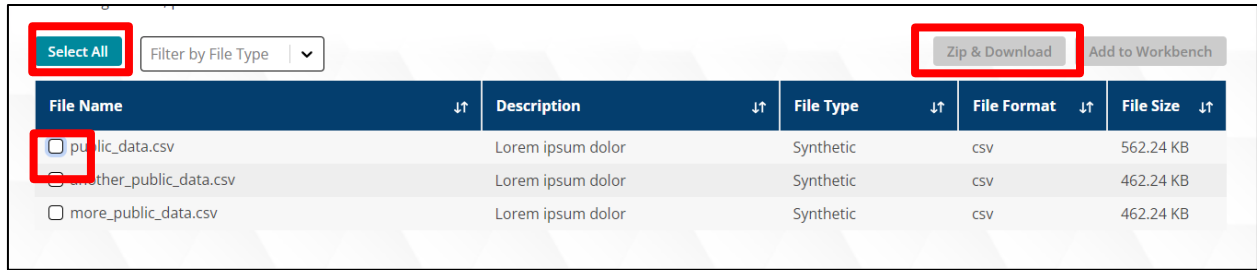 Select All Filter by File Type Zip & Download Add to Workbench
File Name Description File Type File Format File Size
public_data.csv Lorem ipsum dolor Synthetic csv 562.24 KB
another_public_data.csv Lorem ipsum dolor Synthetic csv 462.24 KB
more_public_data.csv Lorem ipsum dolor Synthetic csv 462.24 KB